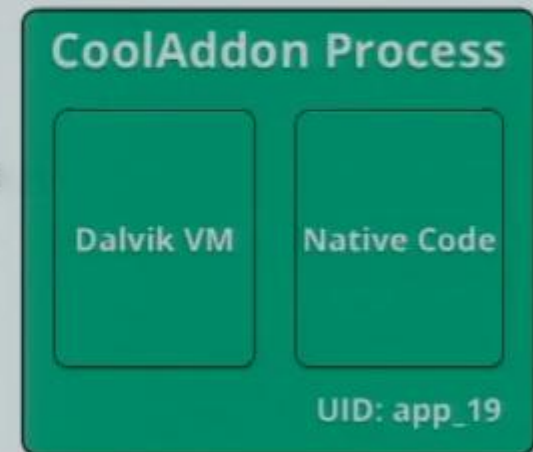 CoolAddon Process
Dalvik VM
Native Code
UID: app_19